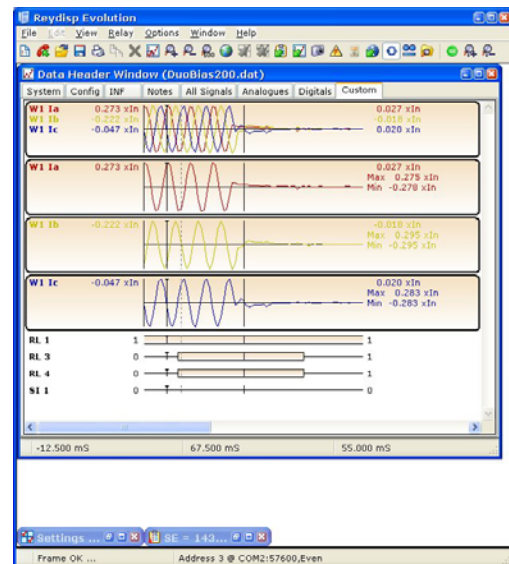 Reydisp Evolution
File Edit View Relay Options Window Help
Data Header Window (DuoBias200.dat)
System Config INF Notes All Signals Analogues Digitals Custom
W1 Ia 0.273 xIn 0.027 xIn
W1 Ib -0.222 xIn -0.018 xIn
W1 Ic -0.047 xIn 0.020 xIn
W1 Ia 0.273 xIn 0.027 xIn
Max 0.275 xIn
Min -0.278 xIn
W1 Ib -0.222 xIn -0.018 xIn
Max 0.295 xIn
Min -0.295 xIn
W1 Ic -0.047 xIn 0.020 xIn
Max 0.283 xIn
Min -0.283 xIn
RL 1 1 1
RL 3 0 1
RL 4 0 1
SI 1 0 0
-12.500 mS 67.500 mS 55.000 mS
Settings ... SE = 143...
Frame OK ... Address 3 @ COM2:57600,Even